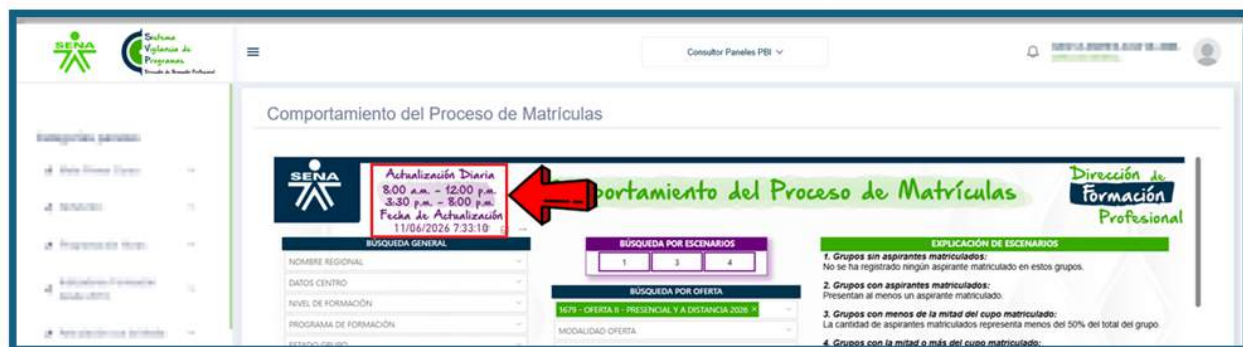 SENA
Sistema
Vigilancia de
Programas
Dirección de Formación Profesional
Consultor Paneles PBI
Comportamiento del Proceso de Matrículas
SENA
Actualización Diaria
8:00 a.m. - 12:00 p.m.
3:30 p.m. - 8:00 p.m.
Fecha de Actualización
11/06/2026 7:33:10
portamiento del Proceso de Matrículas
Dirección de
Formación
Profesional
BÚSQUEDA GENERAL
NOMBRE REGIONAL
DATOS CENTRO
NIVEL DE FORMACIÓN
PROGRAMA DE FORMACIÓN
ESTADO GRUPO
BÚSQUEDA POR ESCENARIOS
1 3 4
BÚSQUEDA POR OFERTA
1679 - OFERTA II - PRESENCIAL Y A DISTANCIA 2026 ×
MODALIDAD OFERTA
EXPLICACIÓN DE ESCENARIOS
1. Grupos sin aspirantes matriculados:
No se ha registrado ningún aspirante matriculado en estos grupos.
2. Grupos con aspirantes matriculados:
Presentan al menos un aspirante matriculado.
3. Grupos con menos de la mitad del cupo matriculado:
La cantidad de aspirantes matriculados representa menos del 50% del total del grupo.
4. Grupos con la mitad o más del cupo matriculado: